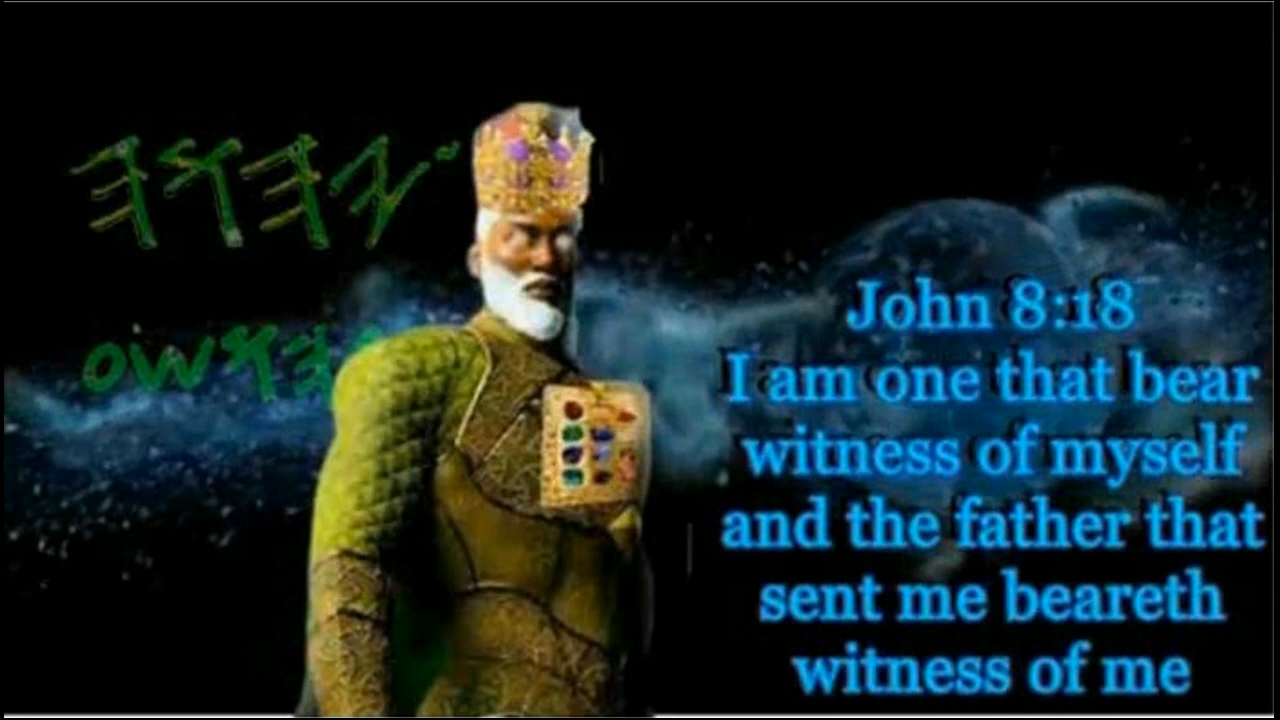 𐤉𐤄𐤅𐤄
John 8:18
I am one that bear
witness of myself
and the father that
sent me beareth
witness of me